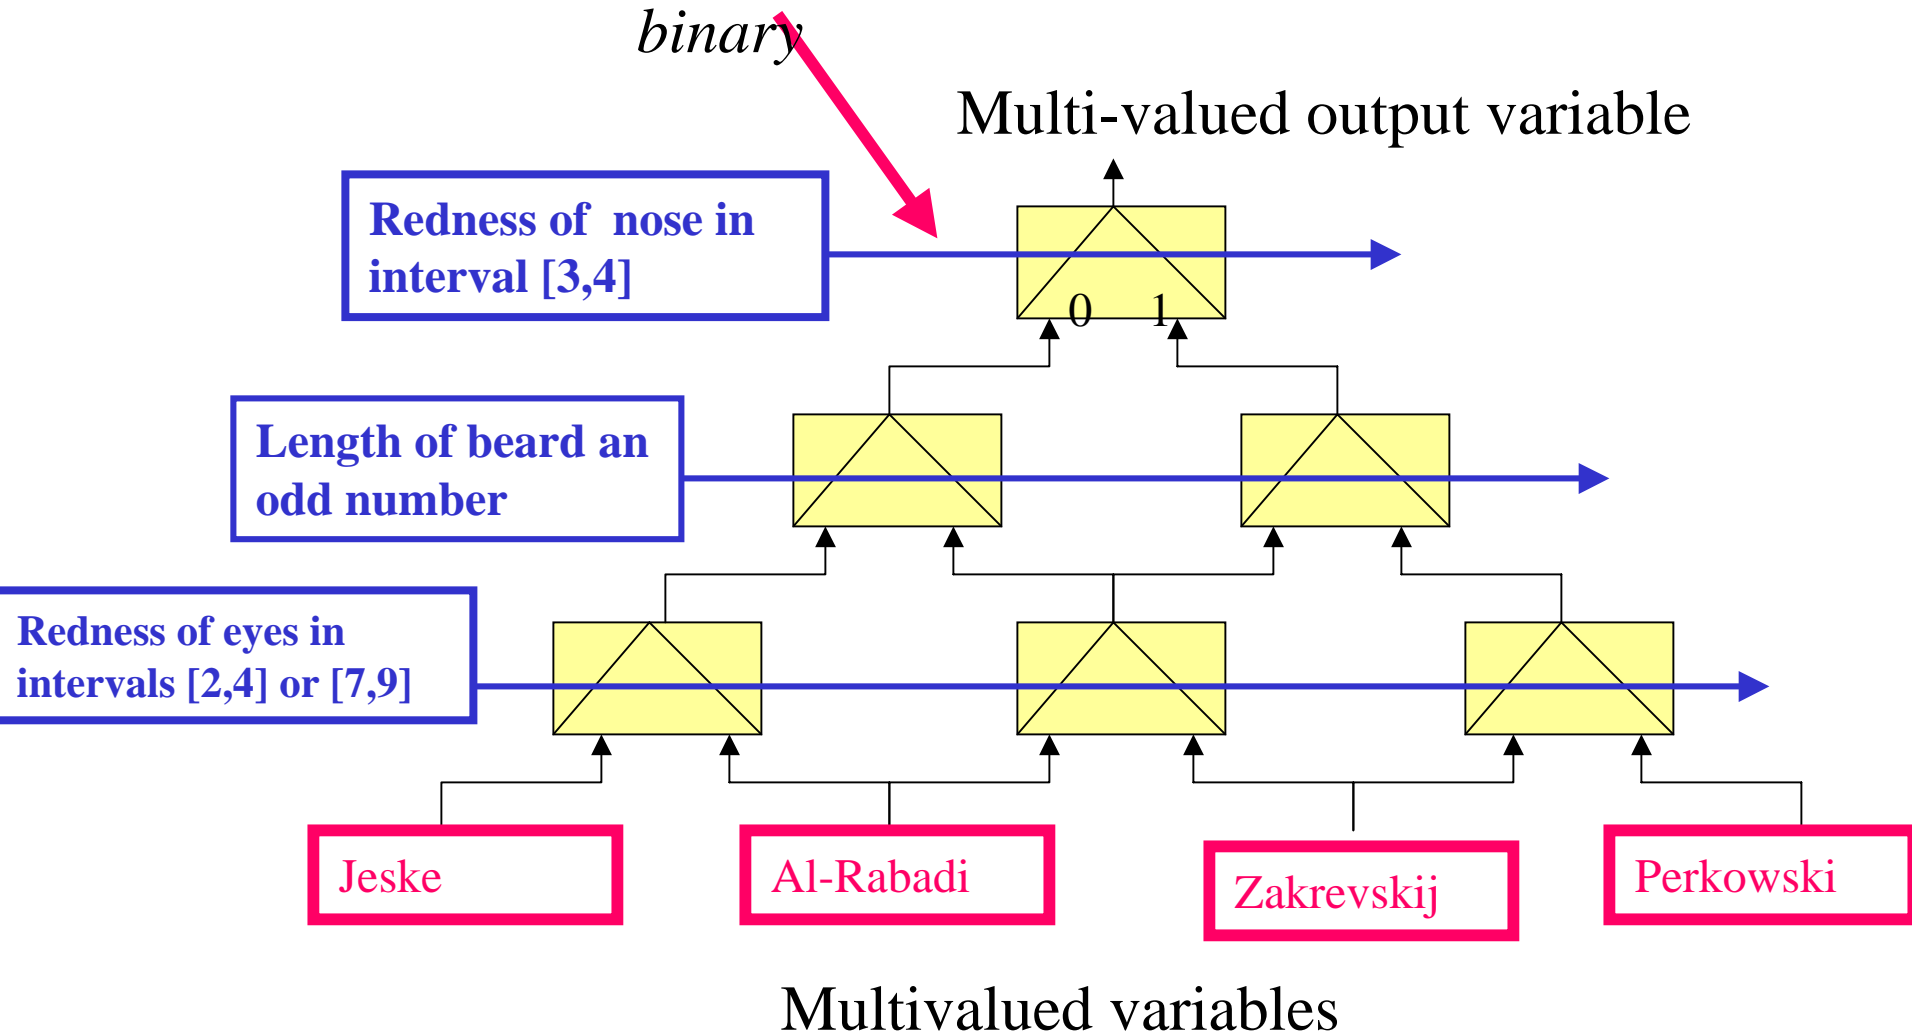 binary
Multi-valued output variable
Redness of nose in
interval [3,4]
0 1
Length of beard an
odd number
Redness of eyes in
intervals [2,4] or [7,9]
Jeske
Al-Rabadi
Zakrevskij
Perkowski
Multivalued variables